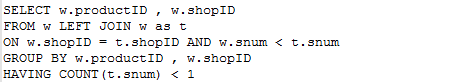 SELECT w.productID , w.shopID
FROM w LEFT JOIN w as t
ON w.shopID = t.shopID AND w.snum < t.snum
GROUP BY w.productID , w.shopID
HAVING COUNT(t.snum) < 1